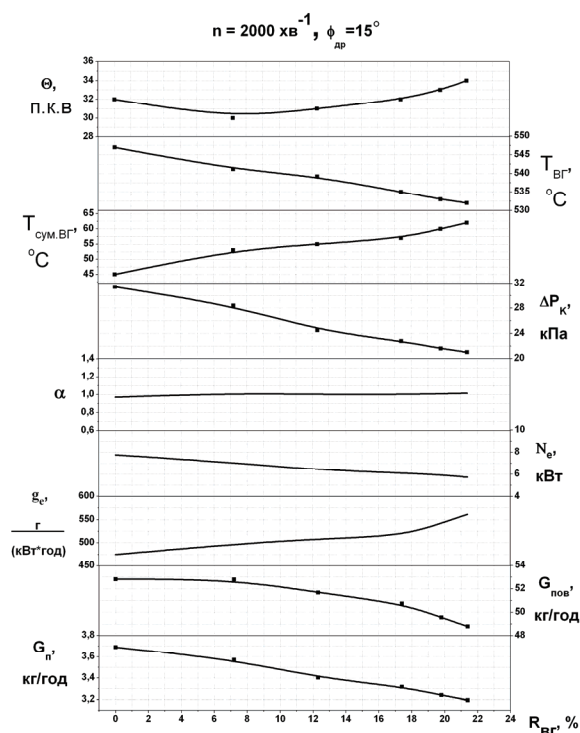 n = 2000 хв⁻¹, ϕдр=15°
Θ,
П.К.В
36
34
32
30
28
550
545
540
535
530
TВГ,
°C
Tсум.ВГ,
°C
65
60
55
50
45
32
28
24
20
ΔPК,
кПа
α
1,4
1,2
1,0
0,8
0,6
10
8
6
4
Ne,
кВт
ge,
г
(кВт*год)
600
550
500
450
54
52
50
48
Gпов,
кг/год
Gп,
кг/год
3,8
3,6
3,4
3,2
0 2 4 6 8 10 12 14 16 18 20 22 24
RВГ, %